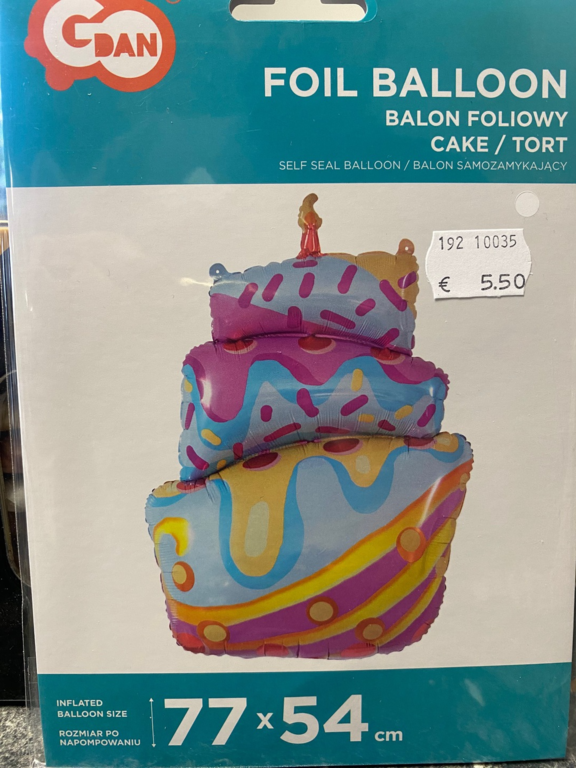 GODAN
FOIL BALLOON
BALON FOLIOWY
CAKE / TORT
SELF SEAL BALLOON / BALON SAMOZAMYKAJĄCY
192 10035
€ 5.50
INFLATED
BALLOON SIZE
ROZMIAR PO
NAPOMPOWANIU
77 x 54 cm